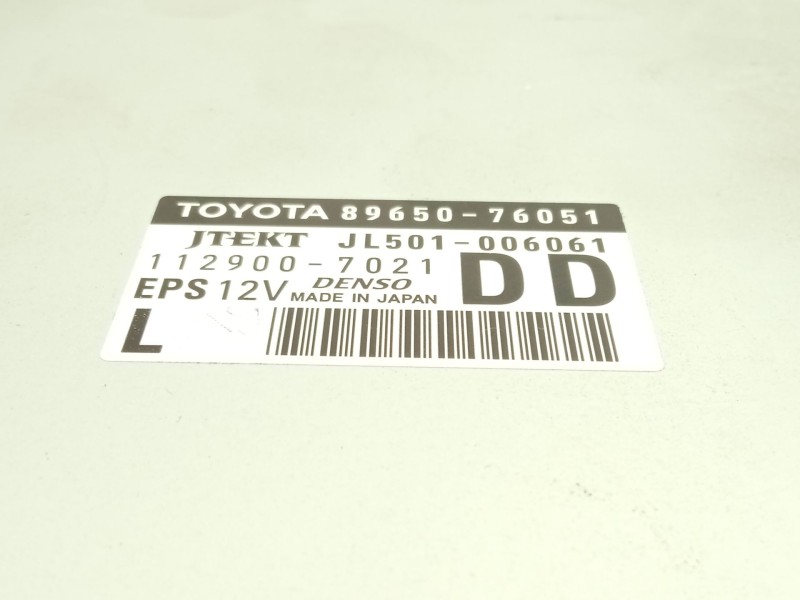 TOYOTA 89650-76051
JTEKT JL501-006061
112900-7021 DENSO DD
EPS 12V MADE IN JAPAN
L